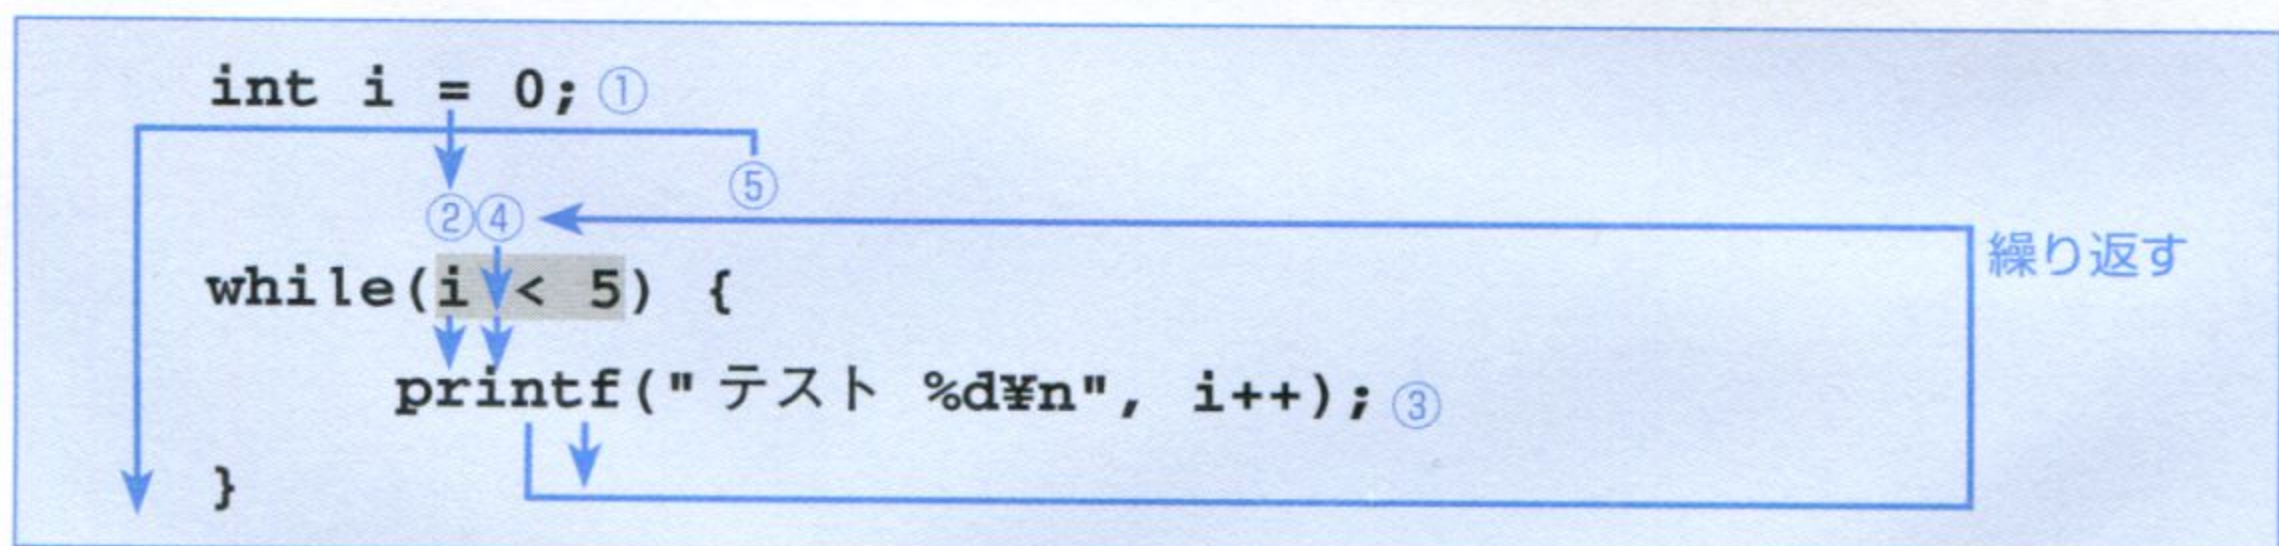 int i = 0; ①
⑤
②④
繰り返す
while(i < 5) {
printf("テスト %d¥n", i++); ③
}